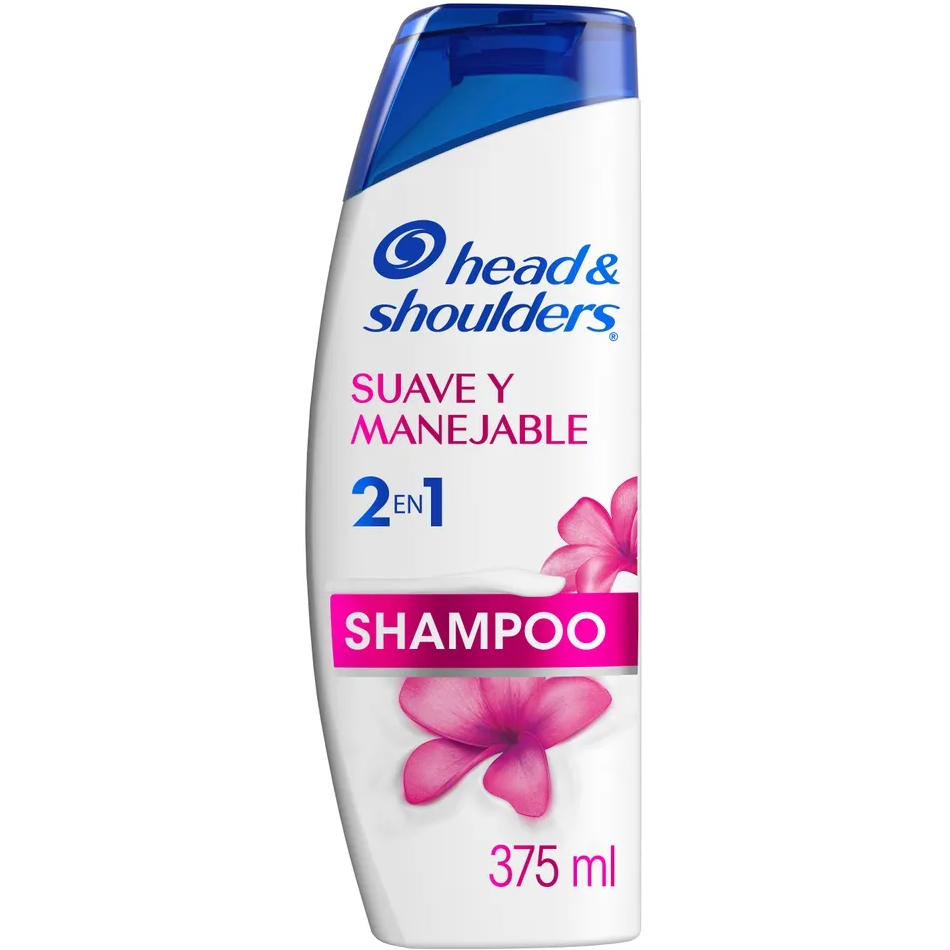 head &
shoulders®
SUAVE Y
MANEJABLE
2 EN 1
SHAMPOO
375 ml